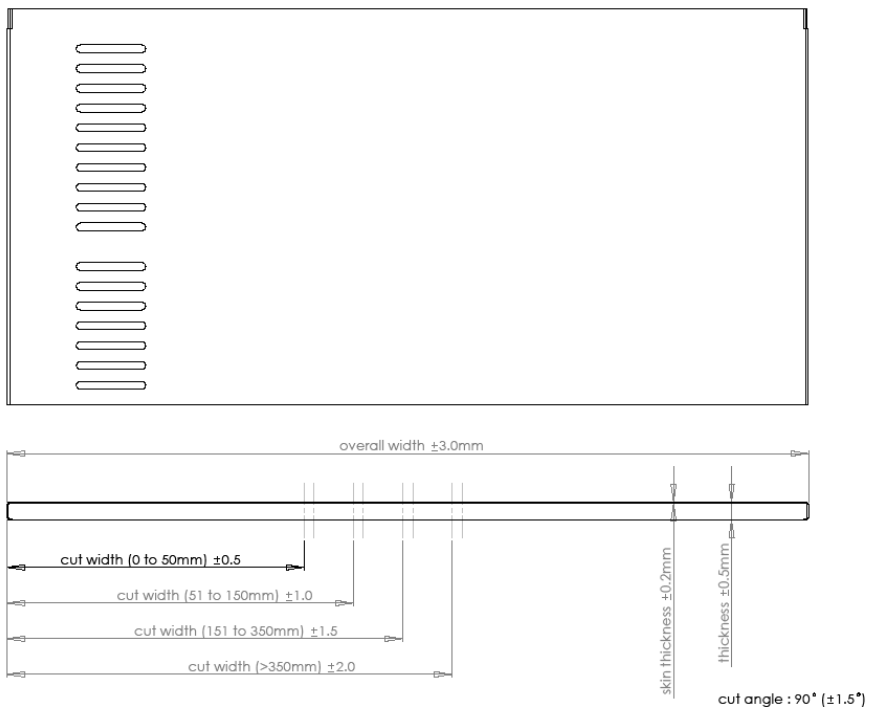 overall width ±3.0mm
cut width (0 to 50mm) ±0.5
cut width (51 to 150mm) ±1.0
cut width (151 to 350mm) ±1.5
cut width (>350mm) ±2.0
skin thickness ±0.2mm
thickness ±0.5mm
cut angle : 90° (±1.5°)